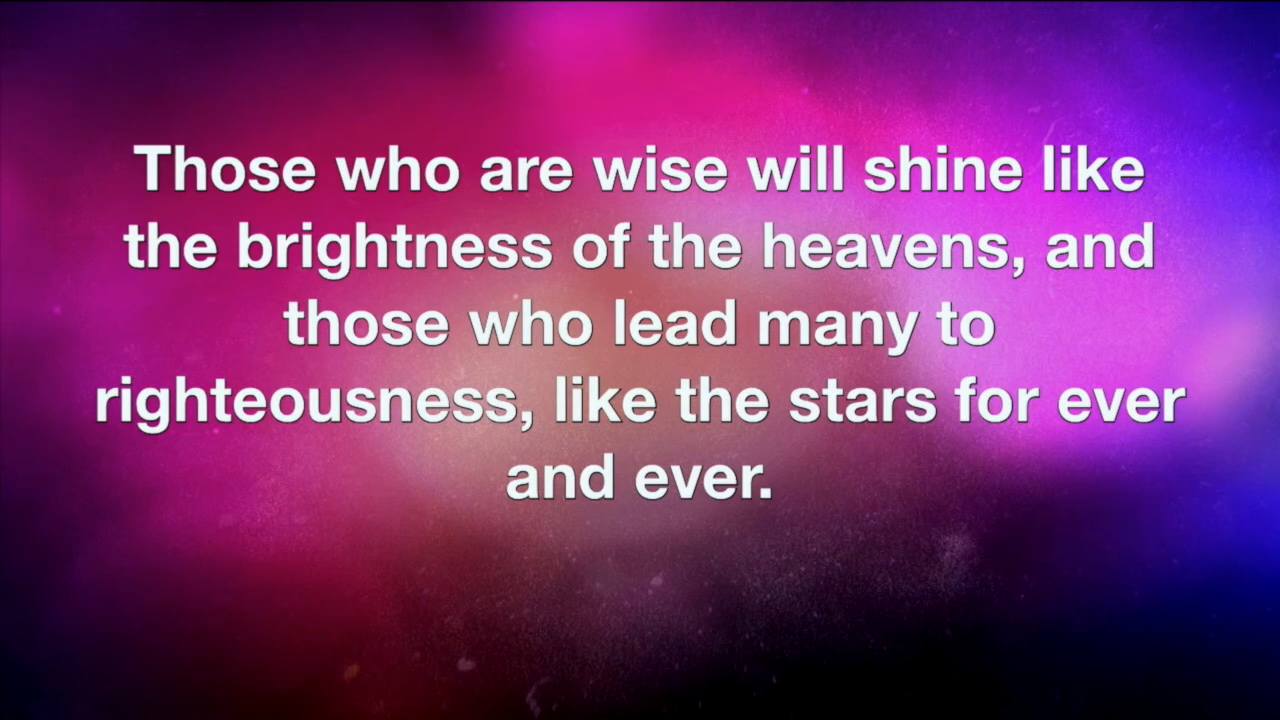 Those who are wise will shine like
the brightness of the heavens, and
those who lead many to
righteousness, like the stars for ever
and ever.